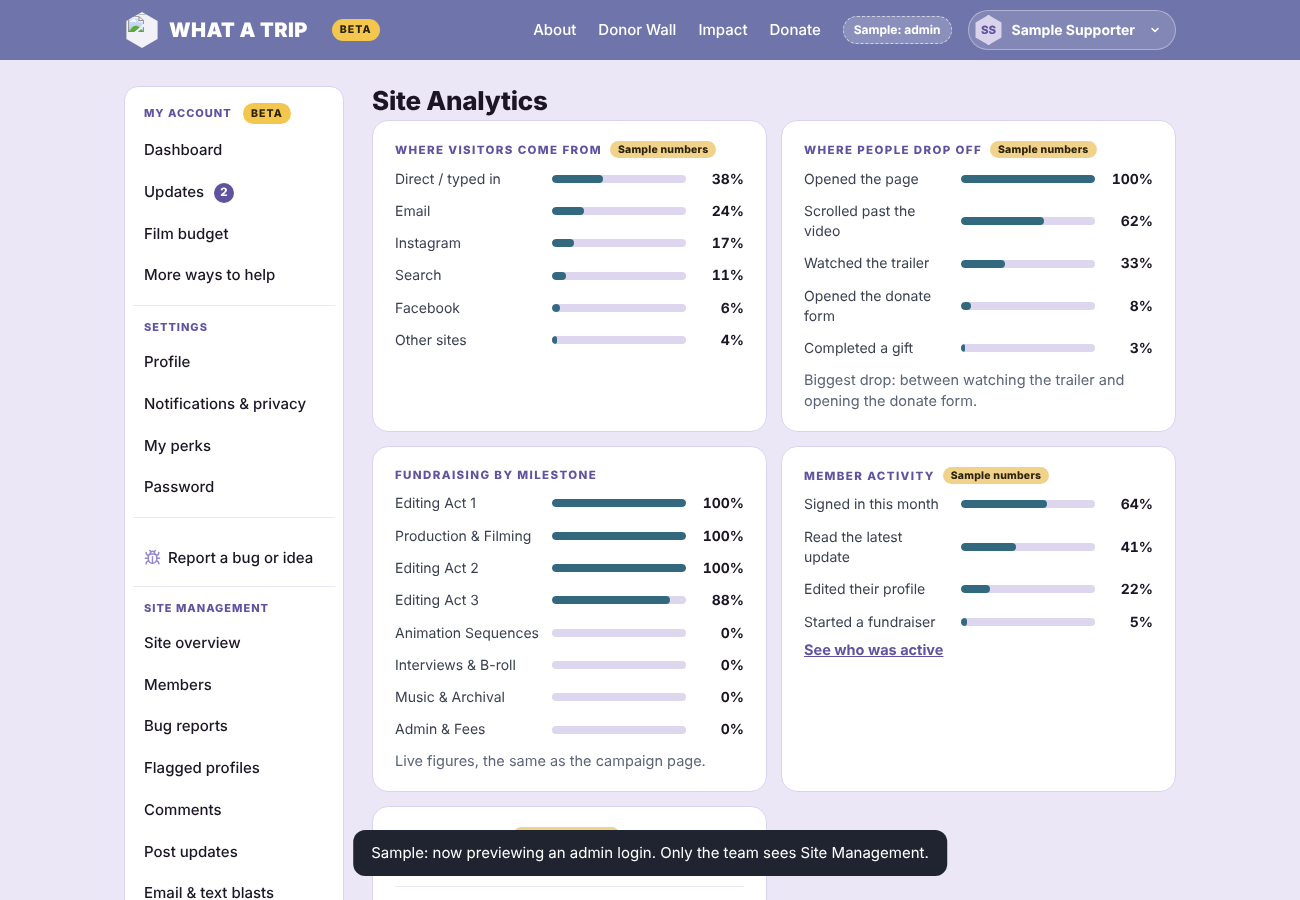 WHAT A TRIP BETA About Donor Wall Impact Donate Sample: admin SS Sample Supporter
MY ACCOUNT BETA
Dashboard
Updates 2
Film budget
More ways to help
SETTINGS
Profile
Notifications & privacy
My perks
Password
Report a bug or idea
SITE MANAGEMENT
Site overview
Members
Bug reports
Flagged profiles
Comments
Post updates
Email & text blasts
Site Analytics
WHERE VISITORS COME FROM Sample numbers
Direct / typed in 38%
Email 24%
Instagram 17%
Search 11%
Facebook 6%
Other sites 4%
WHERE PEOPLE DROP OFF Sample numbers
Opened the page 100%
Scrolled past the
video 62%
Watched the trailer 33%
Opened the donate
form 8%
Completed a gift 3%
Biggest drop: between watching the trailer and
opening the donate form.
FUNDRAISING BY MILESTONE
Editing Act 1 100%
Production & Filming 100%
Editing Act 2 100%
Editing Act 3 88%
Animation Sequences 0%
Interviews & B-roll 0%
Music & Archival 0%
Admin & Fees 0%
Live figures, the same as the campaign page.
MEMBER ACTIVITY Sample numbers
Signed in this month 64%
Read the latest
update 41%
Edited their profile 22%
Started a fundraiser 5%
See who was active
Sample: now previewing an admin login. Only the team sees Site Management.